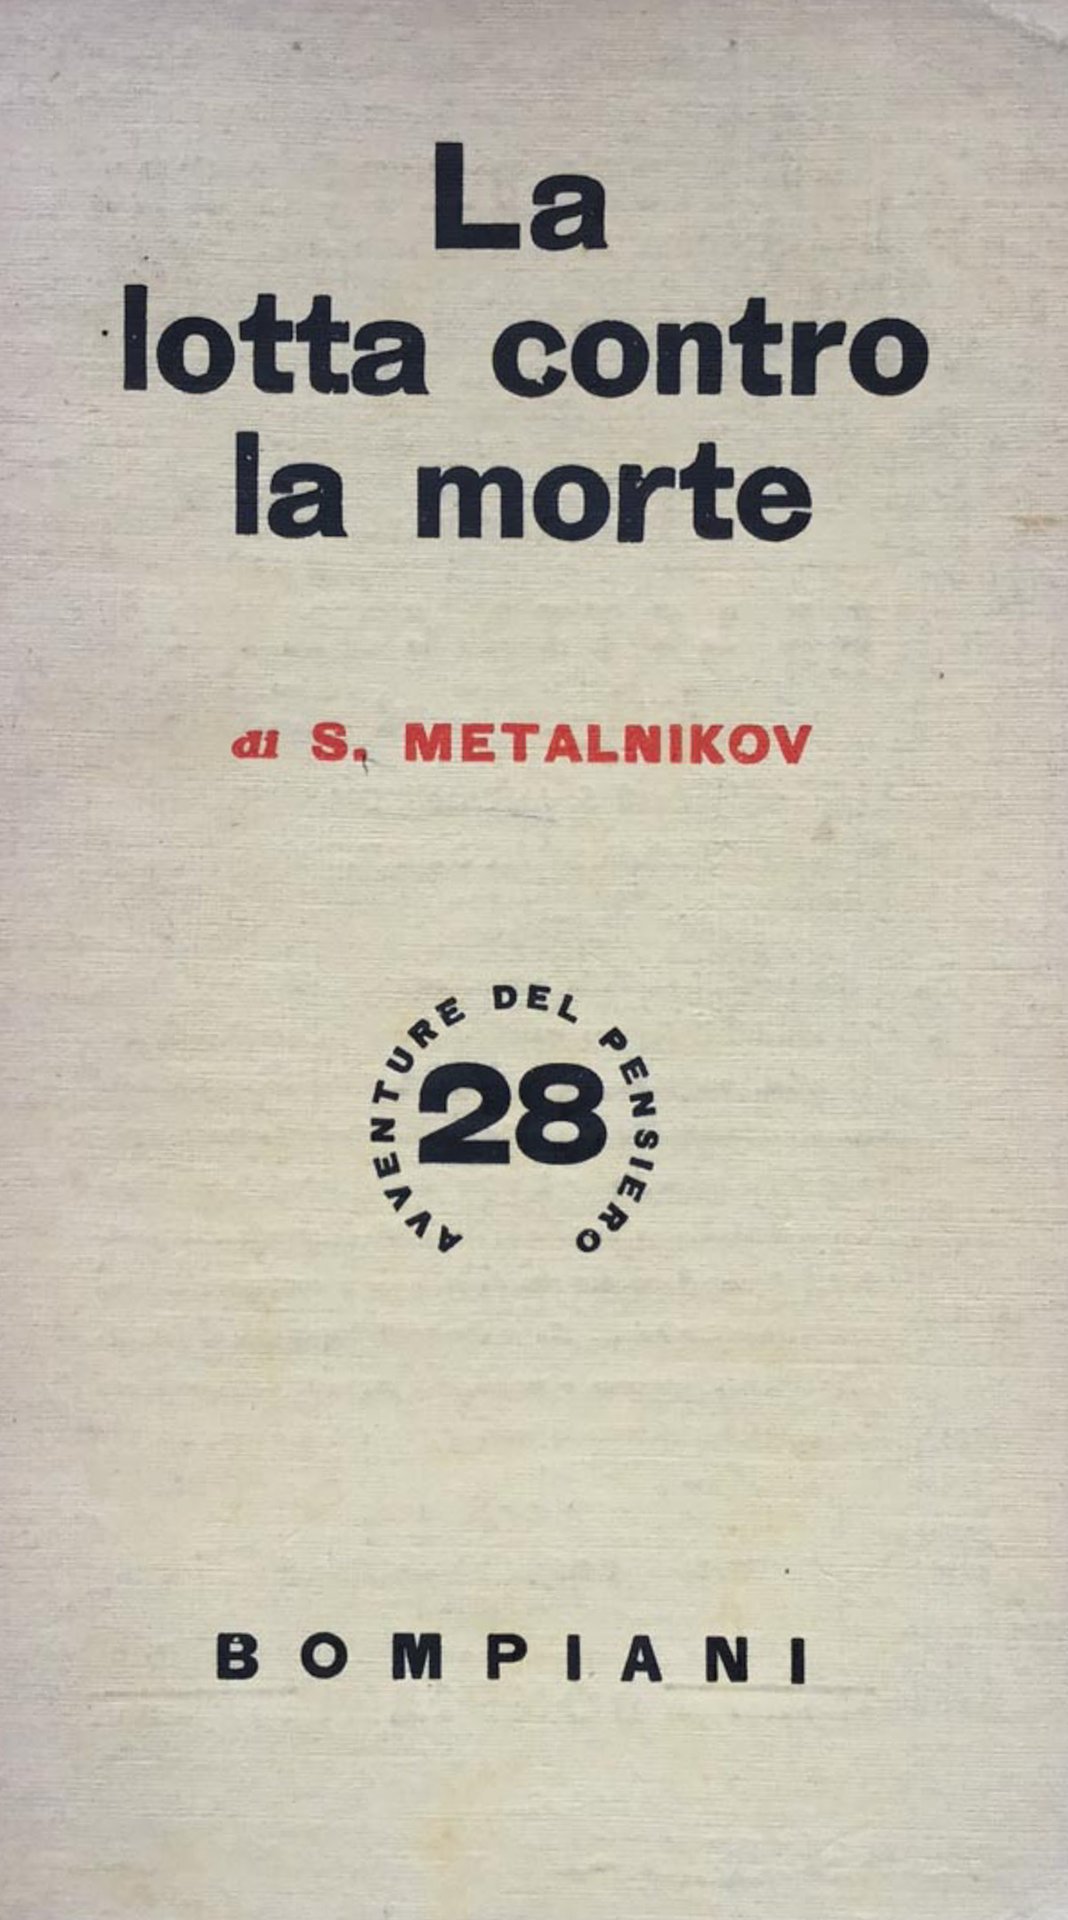 La
lotta contro
la morte
di S. METALNIKOV
AVVENTURE DEL PENSIERO
28
BOMPIANI